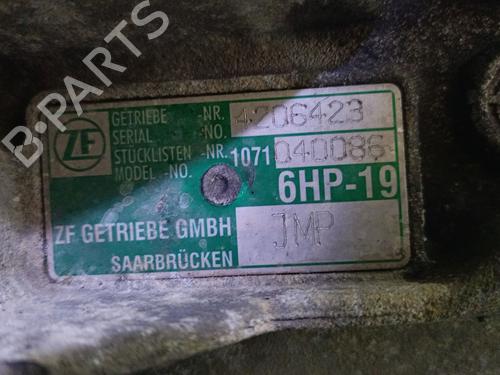 B-PARTS
ZF
GETRIEBE -NR. 4206423
SERIAL -NO.
STÜCKLISTEN -NR. 1071 040086
MODEL -NO.
6HP-19
ZF GETRIEBE GMBH JMP
SAARBRÜCKEN